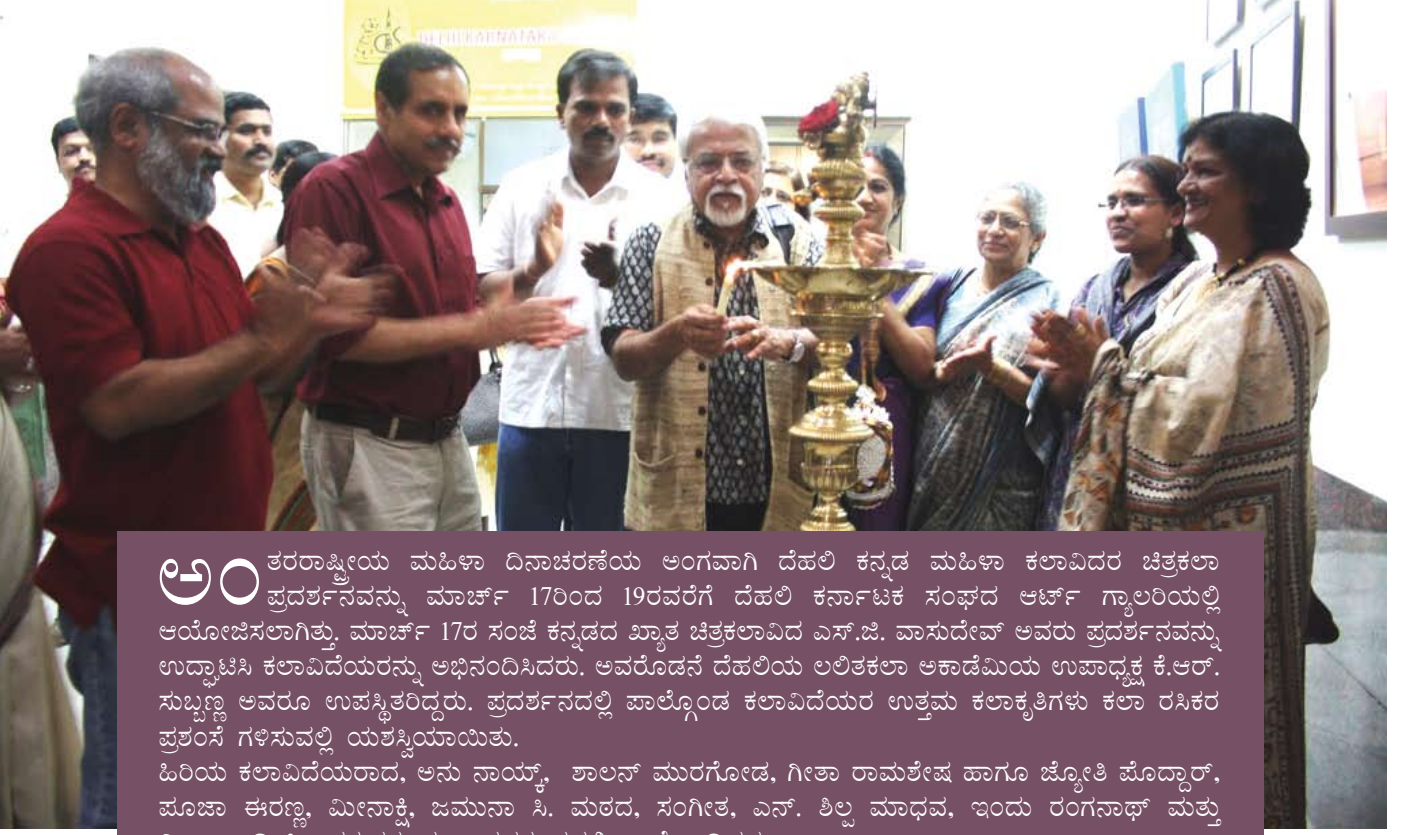 DELHI KARNATAKA
ಅಂತರರಾಷ್ಟ್ರೀಯ ಮಹಿಳಾ ದಿನಾಚರಣೆಯ ಅಂಗವಾಗಿ ದೆಹಲಿ ಕನ್ನಡ ಮಹಿಳಾ ಕಲಾವಿದರ ಚಿತ್ರಕಲಾ
ಪ್ರದರ್ಶನವನ್ನು ಮಾರ್ಚ್ 17ರಿಂದ 19ರವರೆಗೆ ದೆಹಲಿ ಕರ್ನಾಟಕ ಸಂಘದ ಆರ್ಟ್ ಗ್ಯಾಲರಿಯಲ್ಲಿ
ಆಯೋಜಿಸಲಾಗಿತ್ತು. ಮಾರ್ಚ್ 17ರ ಸಂಜೆ ಕನ್ನಡದ ಖ್ಯಾತ ಚಿತ್ರಕಲಾವಿದ ಎಸ್.ಜಿ. ವಾಸುದೇವ್ ಅವರು ಪ್ರದರ್ಶನವನ್ನು
ಉದ್ಘಾಟಿಸಿ ಕಲಾವಿದೆಯರನ್ನು ಅಭಿನಂದಿಸಿದರು. ಅವರೊಡನೆ ದೆಹಲಿಯ ಲಲಿತಕಲಾ ಅಕಾಡೆಮಿಯ ಉಪಾಧ್ಯಕ್ಷ ಕೆ.ಆರ್.
ಸುಬ್ಬಣ್ಣ ಅವರೂ ಉಪಸ್ಥಿತರಿದ್ದರು. ಪ್ರದರ್ಶನದಲ್ಲಿ ಪಾಲ್ಗೊಂಡ ಕಲಾವಿದೆಯರ ಉತ್ತಮ ಕಲಾಕೃತಿಗಳು ಕಲಾ ರಸಿಕರ
ಪ್ರಶಂಸೆ ಗಳಿಸುವಲ್ಲಿ ಯಶಸ್ವಿಯಾಯಿತು.
ಹಿರಿಯ ಕಲಾವಿದೆಯರಾದ, ಅನು ನಾಯ್ಕ್, ಶಾಲನ್ ಮುರಗೋಡ, ಗೀತಾ ರಾಮಶೇಷ ಹಾಗೂ ಜ್ಯೋತಿ ಪೊದ್ದಾರ್,
ಪೂಜಾ ಈರಣ್ಣ, ಮೀನಾಕ್ಷಿ, ಜಮುನಾ ಸಿ. ಮಠದ, ಸಂಗೀತ, ಎನ್. ಶಿಲ್ಪ ಮಾಧವ, ಇಂದು ರಂಗನಾಥ್ ಮತ್ತು